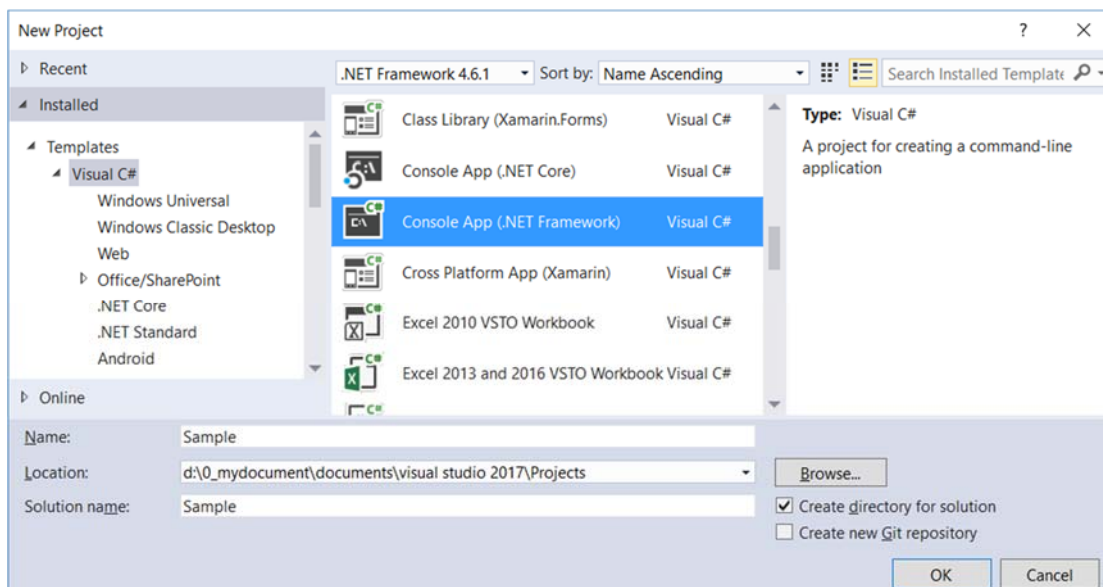 New Project ?
Recent
.NET Framework 4.6.1 Sort by: Name Ascending Search Installed Template
Installed
Templates
Visual C#
Windows Universal
Windows Classic Desktop
Web
Office/SharePoint
.NET Core
.NET Standard
Android
Online
Class Library (Xamarin.Forms) Visual C#
Console App (.NET Core) Visual C#
Console App (.NET Framework) Visual C#
Cross Platform App (Xamarin) Visual C#
Excel 2010 VSTO Workbook Visual C#
Excel 2013 and 2016 VSTO Workbook Visual C#
Type: Visual C#
A project for creating a command-line
application
Name: Sample
Location: d:\0_mydocument\documents\visual studio 2017\Projects Browse...
Solution name: Sample
Create directory for solution
Create new Git repository
OK Cancel